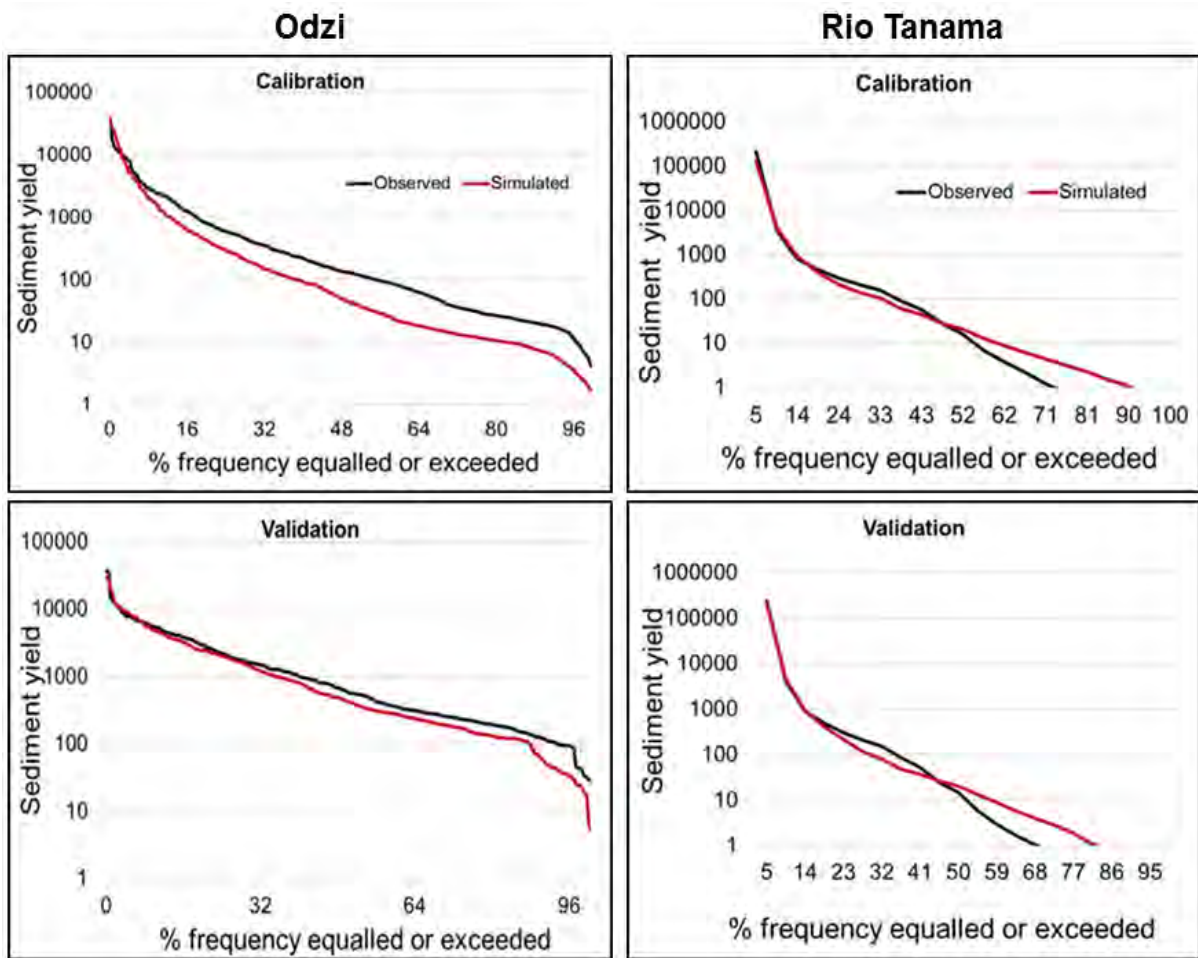 Odzi
Rio Tanama
Calibration
100000
10000
1000
100
10
1
Sediment yield
Observed Simulated
0 16 32 48 64 80 96
% frequency equalled or exceeded
Calibration
1000000
100000
10000
1000
100
10
1
Sediment yield
Observed Simulated
5 14 24 33 43 52 62 71 81 90 100
% frequency equalled or exceeded
Validation
100000
10000
1000
100
10
1
Sediment yield
0 32 64 96
% frequency equalled or exceeded
Validation
1000000
100000
10000
1000
100
10
1
Sediment yield
5 14 23 32 41 50 59 68 77 86 95
% frequency equalled or exceeded